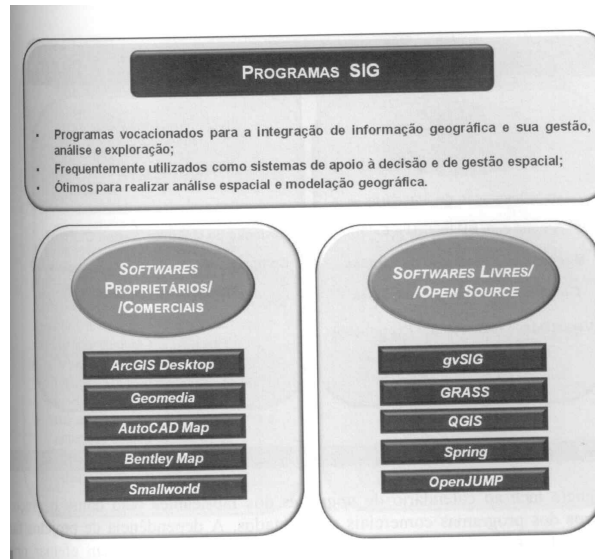 PROGRAMAS SIG
• Programas vocacionados para a integração de informação geográfica e sua gestão,
análise e exploração;
• Frequentemente utilizados como sistemas de apoio à decisão e de gestão espacial;
• Ótimos para realizar análise espacial e modelação geográfica.
SOFTWARES
PROPRIETÁRIOS/
/COMERCIAIS
ArcGIS Desktop
Geomedia
AutoCAD Map
Bentley Map
Smallworld
SOFTWARES LIVRES/
/OPEN SOURCE
gvSIG
GRASS
QGIS
Spring
OpenJUMP